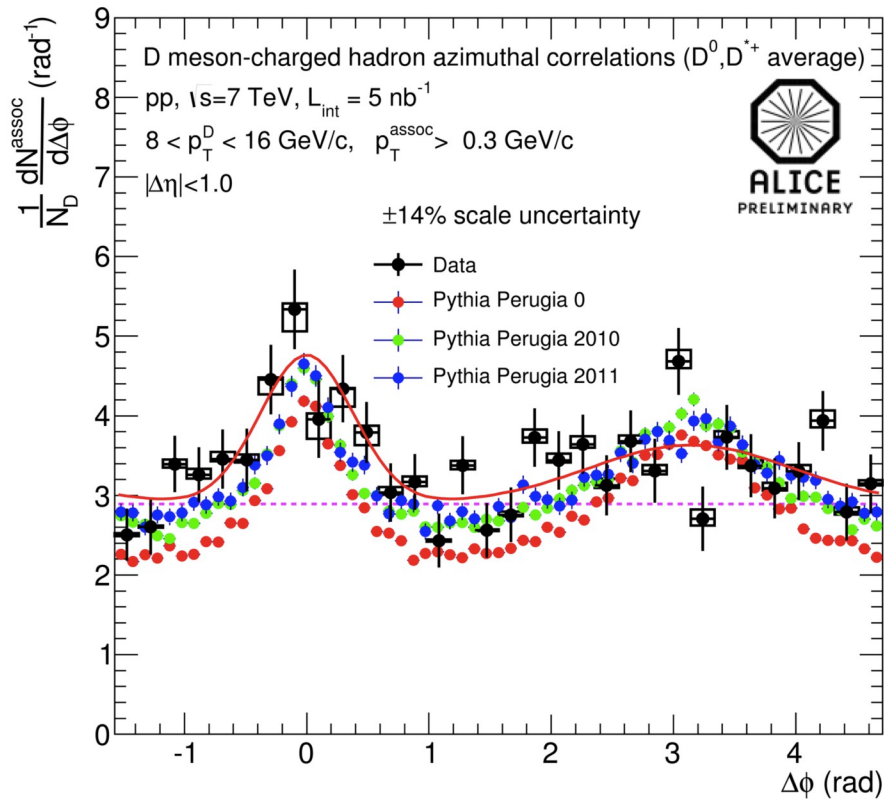 D meson-charged hadron azimuthal correlations (D⁰,D*⁺ average)
pp, √s=7 TeV, L_int = 5 nb⁻¹
8 < p_T^D < 16 GeV/c, p_T^assoc > 0.3 GeV/c
|Δη|<1.0
ALICE
PRELIMINARY
±14% scale uncertainty
Data
Pythia Perugia 0
Pythia Perugia 2010
Pythia Perugia 2011
1/N_D dN^assoc/dΔϕ (rad⁻¹)
9
8
7
6
5
4
3
2
1
0
-1 0 1 2 3 4
Δϕ (rad)